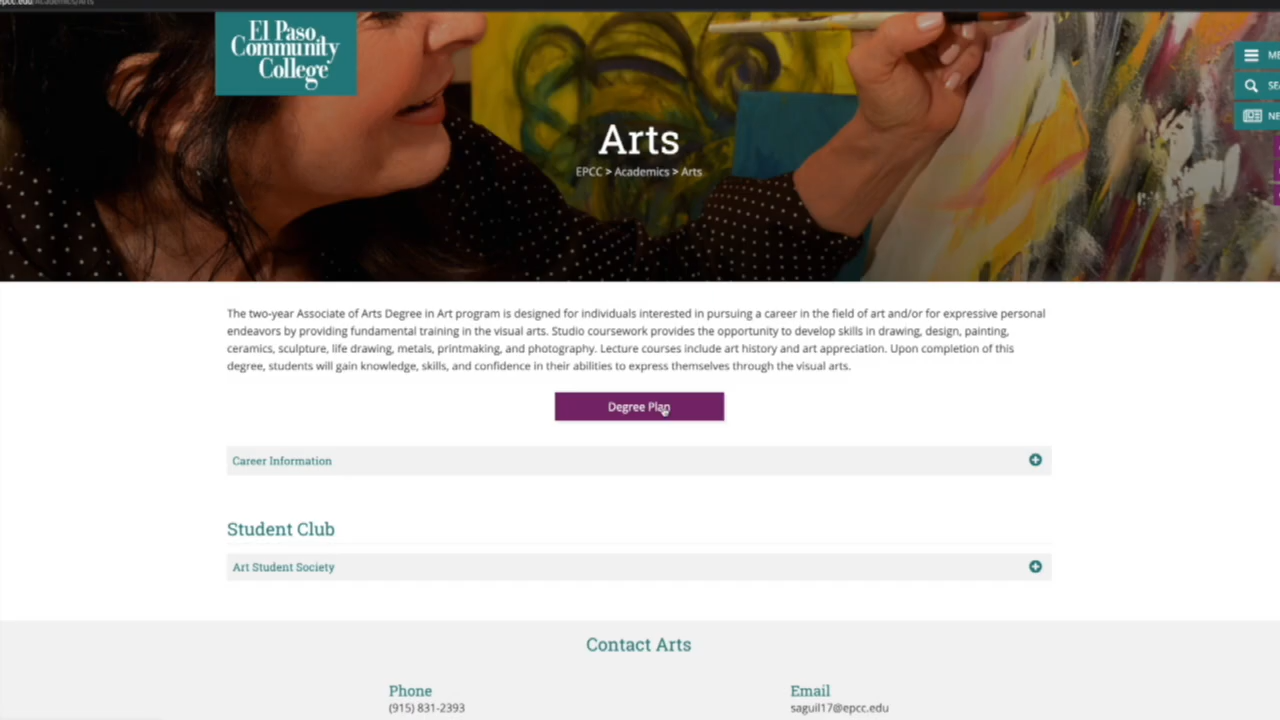 epcc.edu/Academics/Arts
El Paso
Community
College
Arts
EPCC > Academics > Arts
The two-year Associate of Arts Degree in Art program is designed for individuals interested in pursuing a career in the field of art and/or for expressive personal
endeavors by providing fundamental training in the visual arts. Studio coursework provides the opportunity to develop skills in drawing, design, painting,
ceramics, sculpture, life drawing, metals, printmaking, and photography. Lecture courses include art history and art appreciation. Upon completion of this
degree, students will gain knowledge, skills, and confidence in their abilities to express themselves through the visual arts.
Degree Plan
Career Information
Student Club
Art Student Society
Contact Arts
Phone
(915) 831-2393
Email
saguil17@epcc.edu